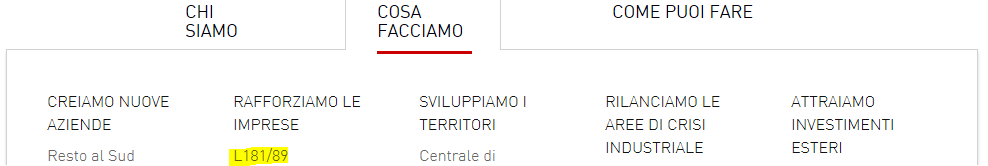 CHI
SIAMO
COSA
FACCIAMO
COME PUOI FARE
CREIAMO NUOVE
AZIENDE
Resto al Sud
RAFFORZIAMO LE
IMPRESE
L181/89
SVILUPPIAMO I
TERRITORI
Centrale di
RILANCIAMO LE
AREE DI CRISI
INDUSTRIALE
ATTRAIAMO
INVESTIMENTI
ESTERI